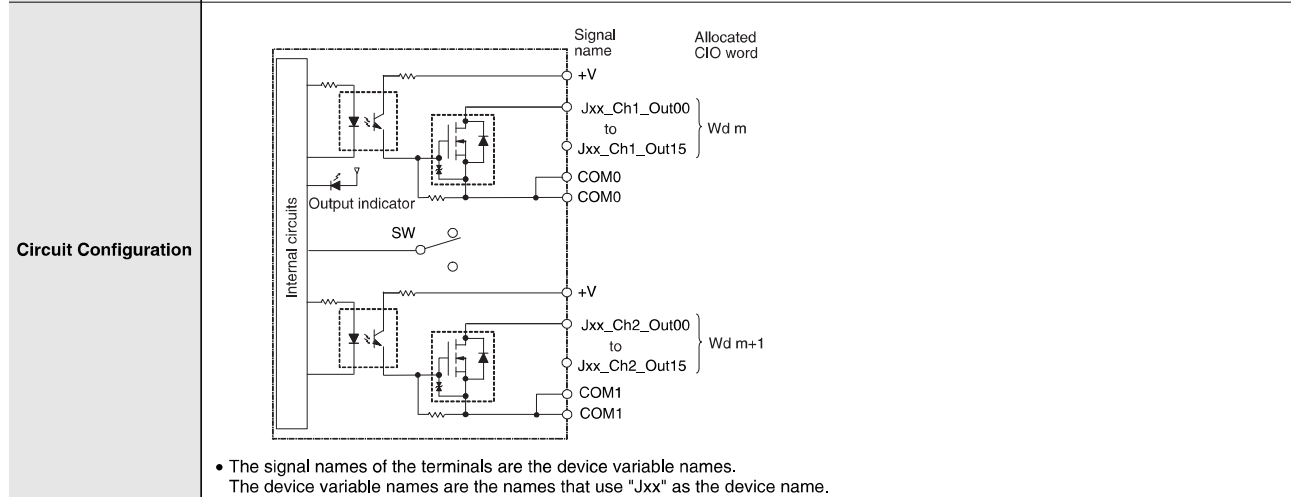 Circuit Configuration
Signal name
Allocated CIO word
+V
Jxx_Ch1_Out00
to
Jxx_Ch1_Out15
Wd m
COM0
COM0
Internal circuits
Output indicator
SW
+V
Jxx_Ch2_Out00
to
Jxx_Ch2_Out15
Wd m+1
COM1
COM1
• The signal names of the terminals are the device variable names.
The device variable names are the names that use "Jxx" as the device name.